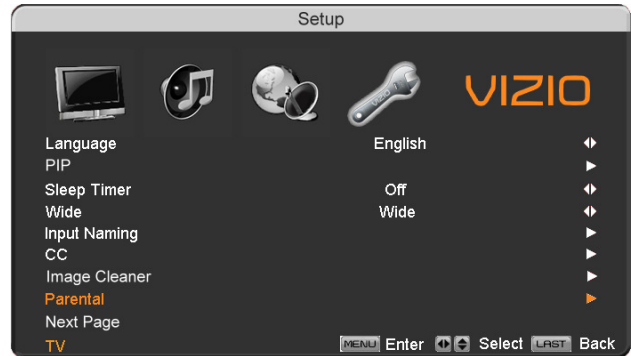 Setup
VIZIO
Language English
PIP
Sleep Timer Off
Wide Wide
Input Naming
CC
Image Cleaner
Parental
Next Page
TV MENU Enter Select LAST Back